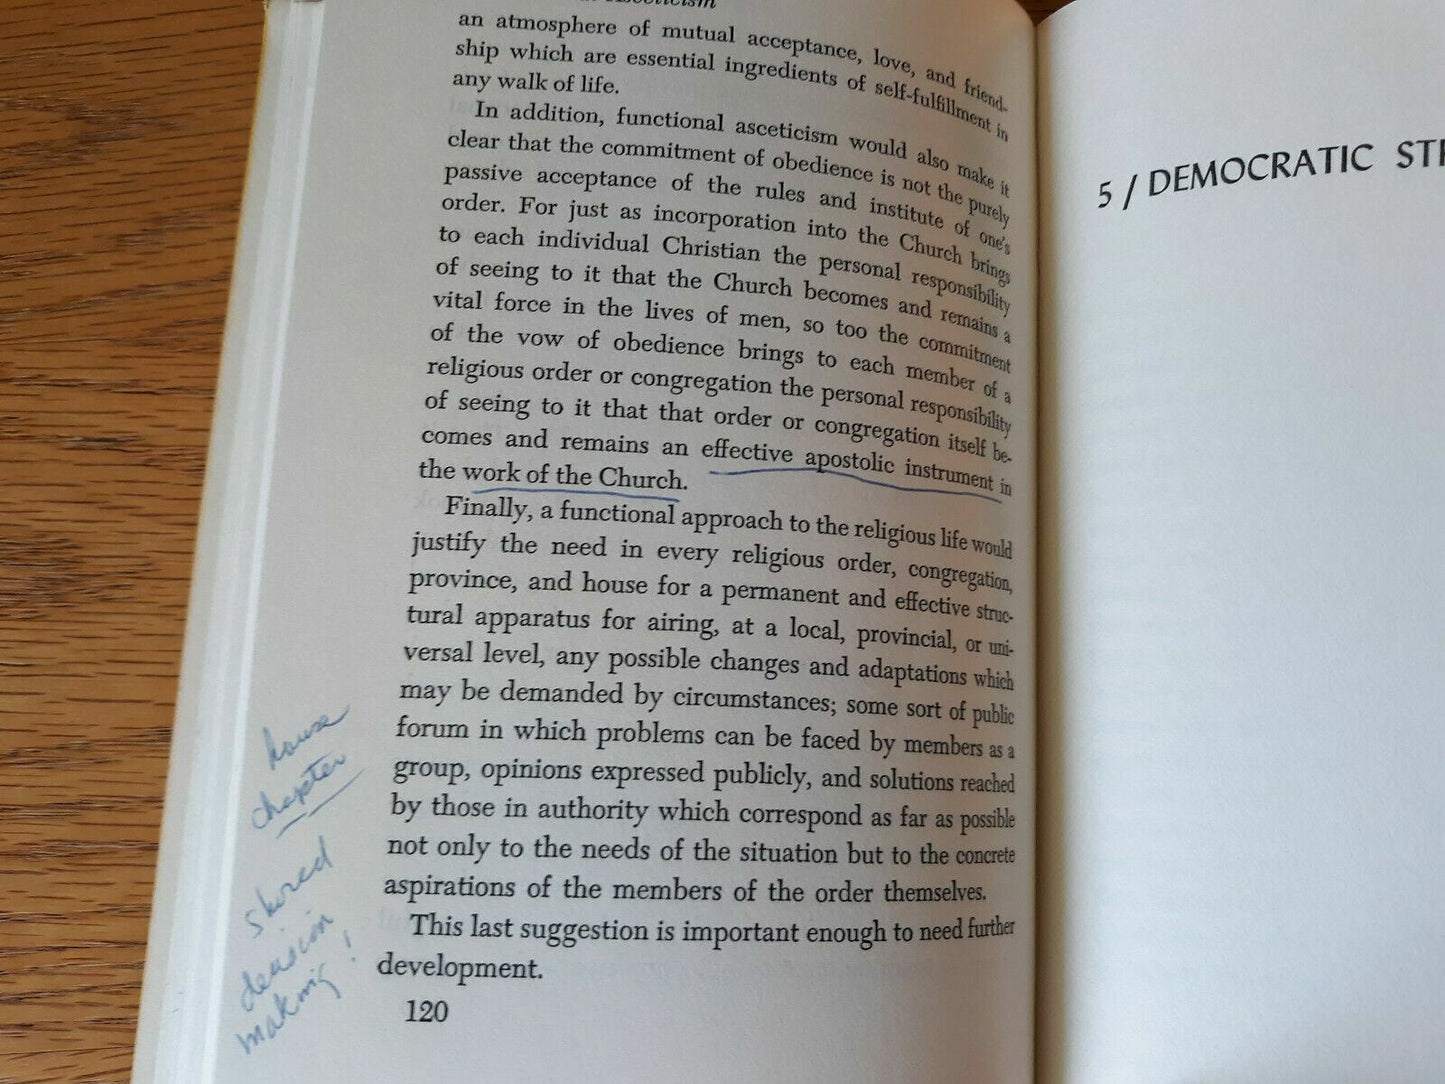 an atmosphere of mutual acceptance, love, and friend-
ship which are essential ingredients of self-fulfillment in
any walk of life.
In addition, functional asceticism would also make it
clear that the commitment of obedience is not the purely
passive acceptance of the rules and institute of one's
order. For just as incorporation into the Church brings
to each individual Christian the personal responsibility
of seeing to it that the Church becomes and remains a
vital force in the lives of men, so too the commitment
of the vow of obedience brings to each member of a
religious order or congregation the personal responsibility
of seeing to it that that order or congregation itself be-
comes and remains an effective apostolic instrument in
the work of the Church.
Finally, a functional approach to the religious life would
justify the need in every religious order, congregation,
province, and house for a permanent and effective struc-
tural apparatus for airing, at a local, provincial, or uni-
versal level, any possible changes and adaptations which
may be demanded by circumstances; some sort of public
forum in which problems can be faced by members as a
group, opinions expressed publicly, and solutions reached
by those in authority which correspond as far as possible
not only to the needs of the situation but to the concrete
aspirations of the members of the order themselves.
This last suggestion is important enough to need further
development.
120
house
chapter
shared
decision
making!
5 / DEMOCRATIC